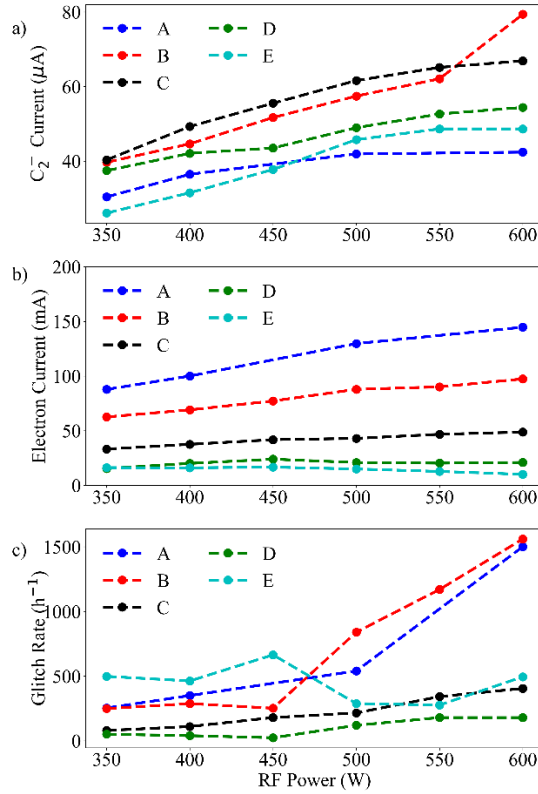 a)
80
60
40
C₂⁻ Current (μA)
A D
B E
C
350 400 450 500 550 600
b)
200
150
100
50
0
Electron Current (mA)
A D
B E
C
350 400 450 500 550 600
c)
1500
1000
500
0
Glitch Rate (h⁻¹)
A D
B E
C
350 400 450 500 550 600
RF Power (W)